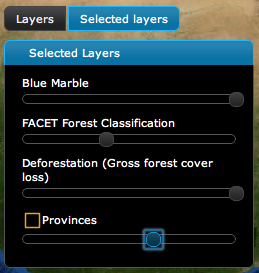 Layers Selected layers
Selected Layers
Blue Marble
FACET Forest Classification
Deforestation (Gross forest cover
loss)
Provinces